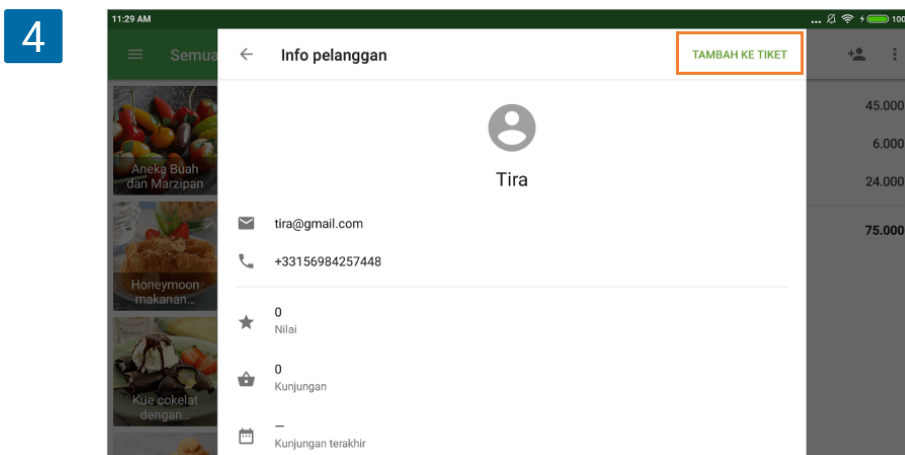 4
11:29 AM
... 100
Semua
Info pelanggan
TAMBAH KE TIKET
45.000
6.000
24.000
75.000
Aneka Buah
dan Marzipan
Tira
tira@gmail.com
+33156984257448
Honeymoon
makanan...
0
Nilai
0
Kunjungan
Kue cokelat
dengan...
—
Kunjungan terakhir